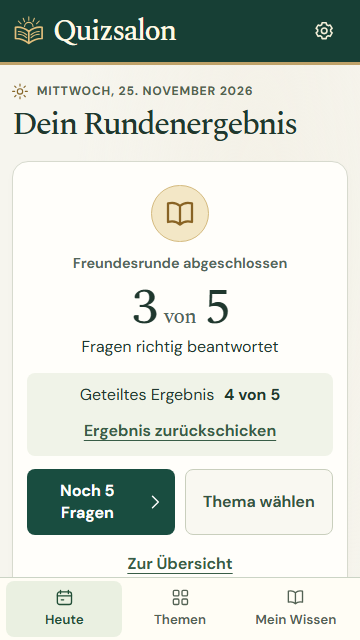 Quizsalon
MITTWOCH, 25. NOVEMBER 2026
Dein Rundenergebnis
Freundesrunde abgeschlossen
3 von 5
Fragen richtig beantwortet
Geteiltes Ergebnis 4 von 5
Ergebnis zurückschicken
Noch 5
Fragen
Thema wählen
Zur Übersicht
Heute
Themen
Mein Wissen